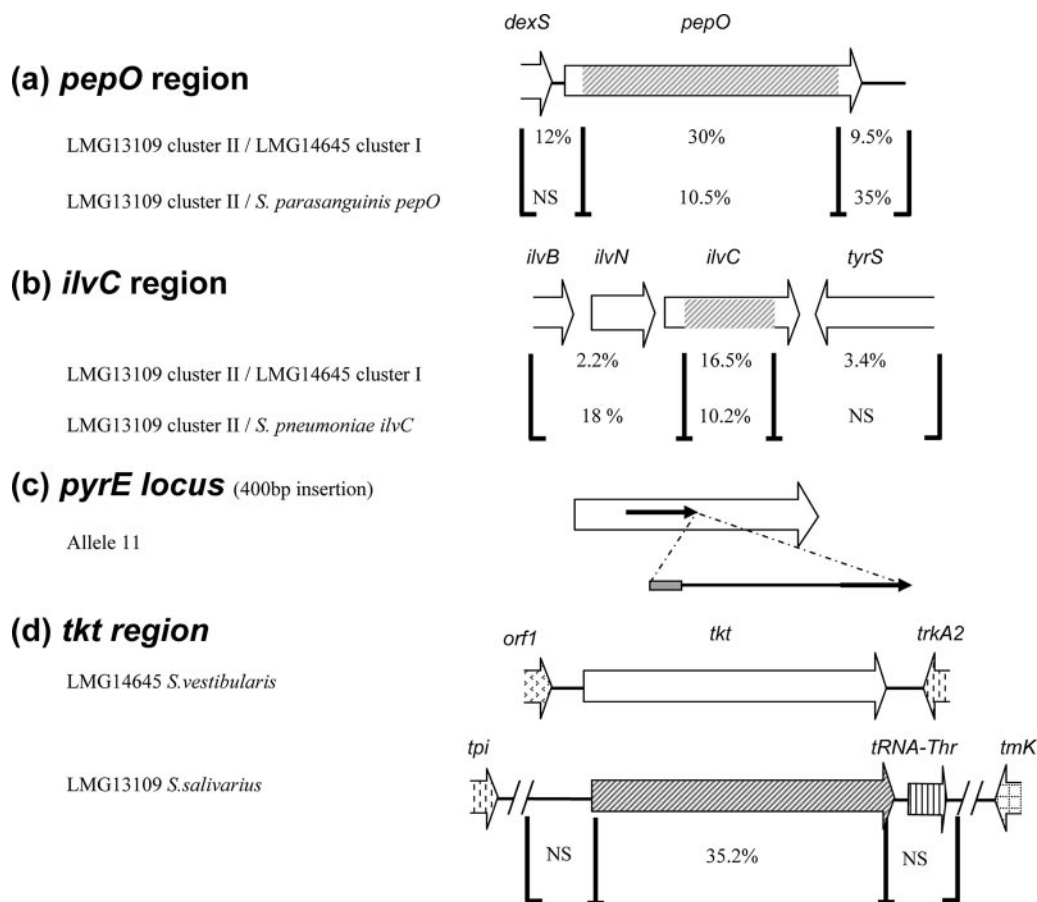 dexS pepO
(a) pepO region
LMG13109 cluster II / LMG14645 cluster I 12% 30% 9.5%
LMG13109 cluster II / S. parasanguinis pepO NS 10.5% 35%
ilvB ilvN ilvC tyrS
(b) ilvC region
LMG13109 cluster II / LMG14645 cluster I 2.2% 16.5% 3.4%
LMG13109 cluster II / S. pneumoniae ilvC 18 % 10.2% NS
(c) pyrE locus (400bp insertion)
Allele 11
(d) tkt region
orf1 tkt trkA2
LMG14645 S.vestibularis
tpi tRNA-Thr tmK
LMG13109 S.salivarius
NS 35.2% NS